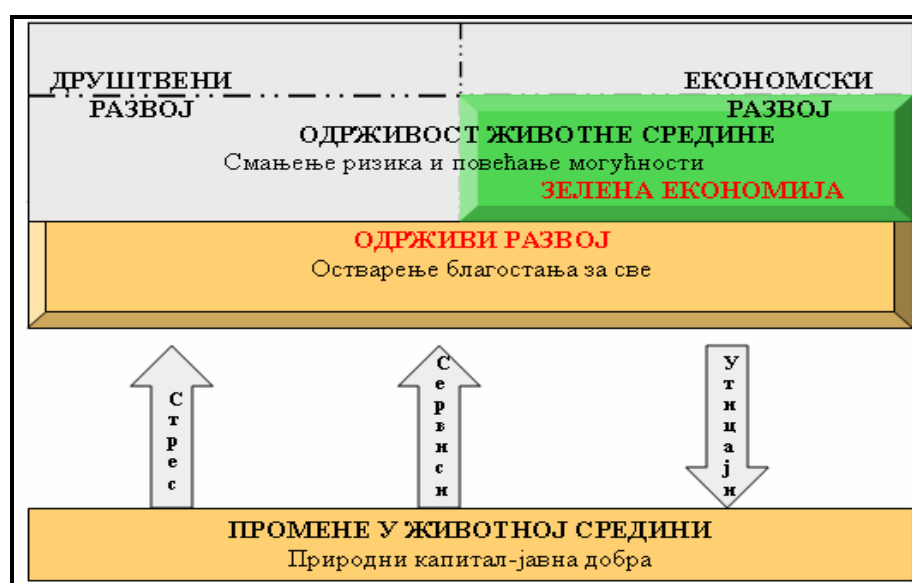 ДРУШТВЕНИ
РАЗВОЈ
ЕКОНОМСКИ
РАЗВОЈ
ОДРЖИВОСТ ЖИВОТНЕ СРЕДИНЕ
Смањење ризика и повећање могућности
ЗЕЛЕНА ЕКОНОМИЈА
ОДРЖИВИ РАЗВОЈ
Остварење благостања за све
Стрес
Сервиси
Утицаји
ПРОМЕНЕ У ЖИВОТНОЈ СРЕДИНИ
Природни капитал-јавна добра